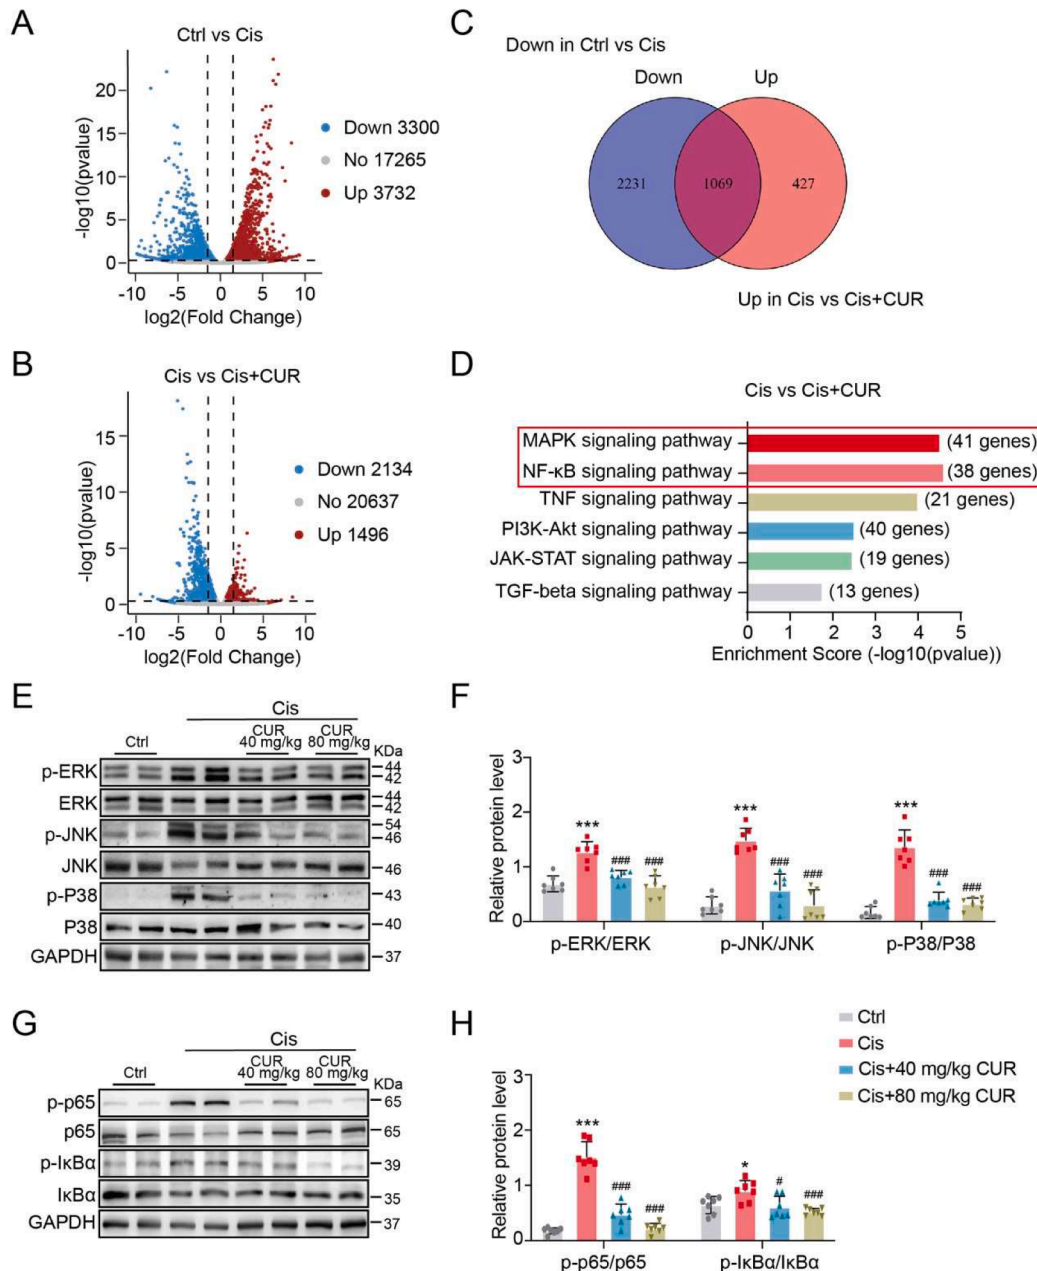 A
Ctrl vs Cis
-log10(pvalue)
20
15
10
5
0
-10 -5 0 5 10
log2(Fold Change)
Down 3300
No 17265
Up 3732
B
Cis vs Cis+CUR
-log10(pvalue)
15
10
5
0
-10 -5 0 5 10
log2(Fold Change)
Down 2134
No 20637
Up 1496
C
Down in Ctrl vs Cis
Down Up
2231 1069 427
Up in Cis vs Cis+CUR
D
Cis vs Cis+CUR
MAPK signaling pathway (41 genes)
NF-κB signaling pathway (38 genes)
TNF signaling pathway (21 genes)
PI3K-Akt signaling pathway (40 genes)
JAK-STAT signaling pathway (19 genes)
TGF-beta signaling pathway (13 genes)
0 1 2 3 4 5
Enrichment Score (-log10(pvalue))
E
Cis
Ctrl CUR 40 mg/kg CUR 80 mg/kg KDa
p-ERK 44 42
ERK 44 42
p-JNK 54 46
JNK 46
p-P38 43
P38 40
GAPDH 37
F
Relative protein level
3
2
1
0
*** ### ###
*** ### ###
*** ### ###
p-ERK/ERK p-JNK/JNK p-P38/P38
G
Cis
Ctrl CUR 40 mg/kg CUR 80 mg/kg KDa
p-p65 65
p65 65
p-IκBα 39
IκBα 35
GAPDH 37
H
Ctrl
Cis
Cis+40 mg/kg CUR
Cis+80 mg/kg CUR
Relative protein level
3
2
1
0
*** ### ###
* # ###
p-p65/p65 p-IκBα/IκBα